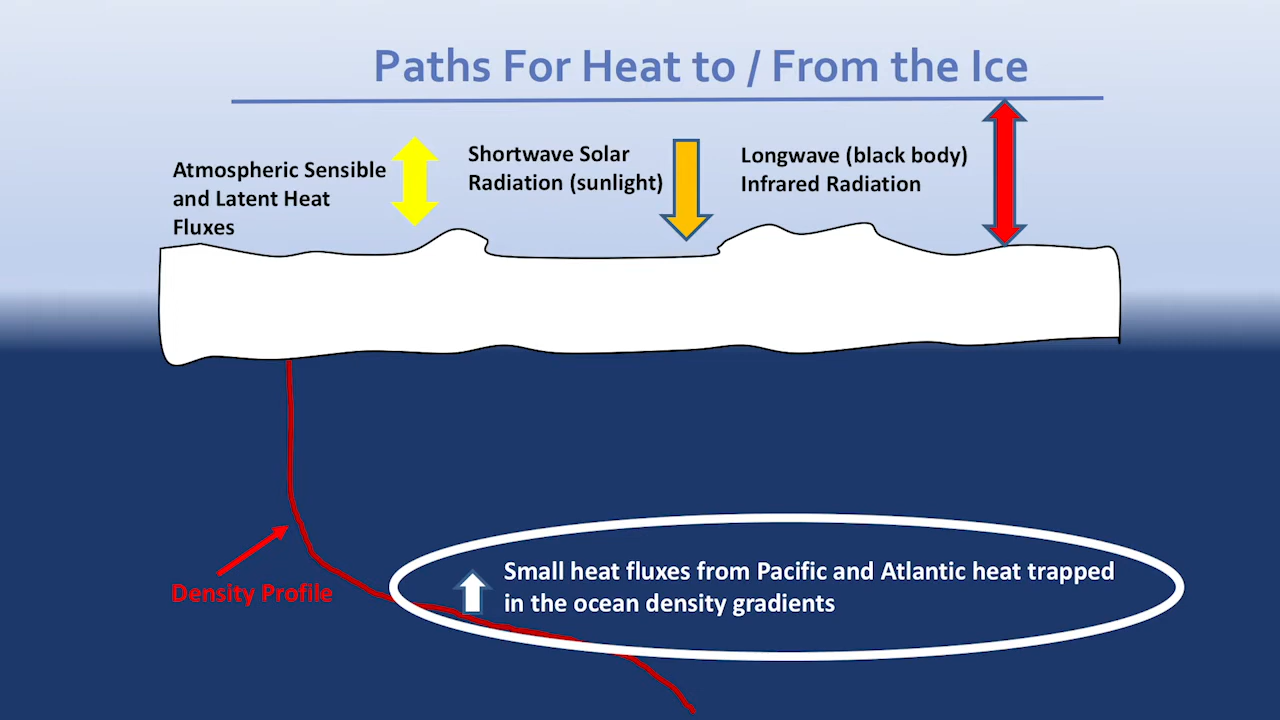 Paths For Heat to / From the Ice
Atmospheric Sensible
and Latent Heat
Fluxes
Shortwave Solar
Radiation (sunlight)
Longwave (black body)
Infrared Radiation
Density Profile
Small heat fluxes from Pacific and Atlantic heat trapped
in the ocean density gradients